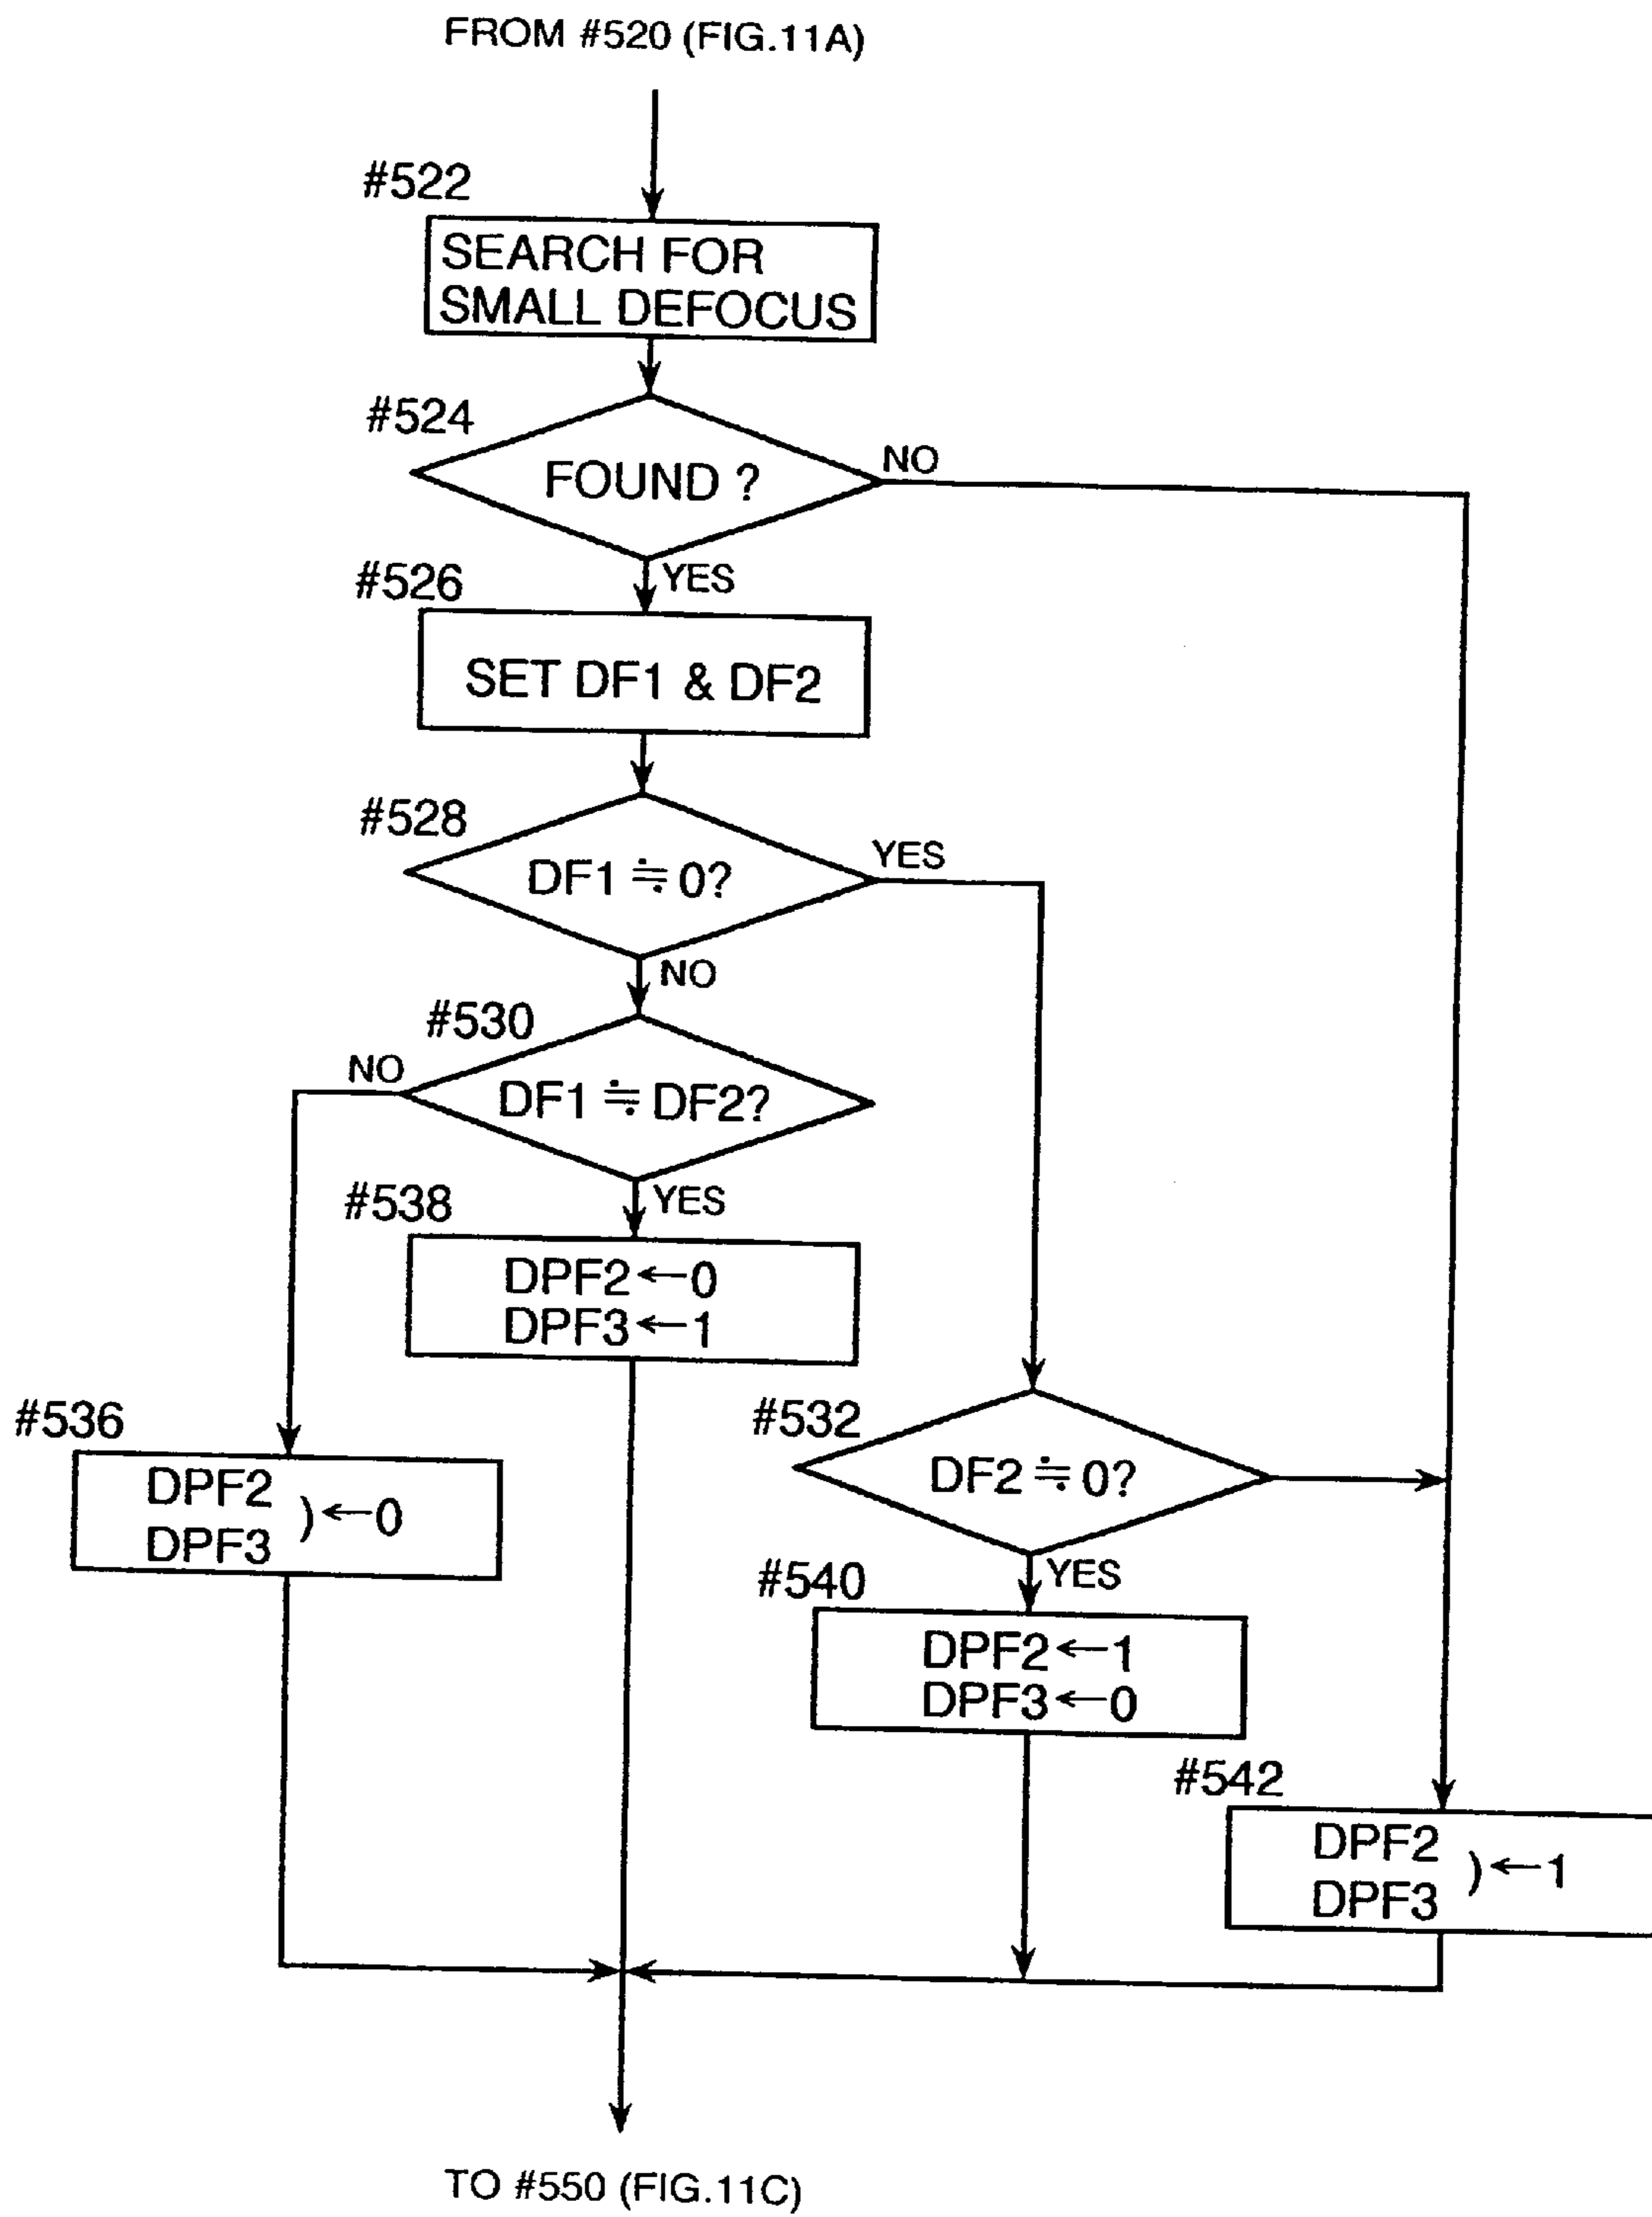 FROM #520 (FIG.11A)
#522
SEARCH FOR
SMALL DEFOCUS
#524
FOUND ?
NO
YES
#526
SET DF1 & DF2
#528
DF1 ≒ 0?
YES
NO
#530
NO
DF1 ≒ DF2?
YES
#538
DPF2←0
DPF3←1
#536
DPF2
DPF3
)←0
#532
DF2 ≒ 0?
YES
#540
DPF2←1
DPF3←0
#542
DPF2
DPF3
)←1
TO #550 (FIG.11C)